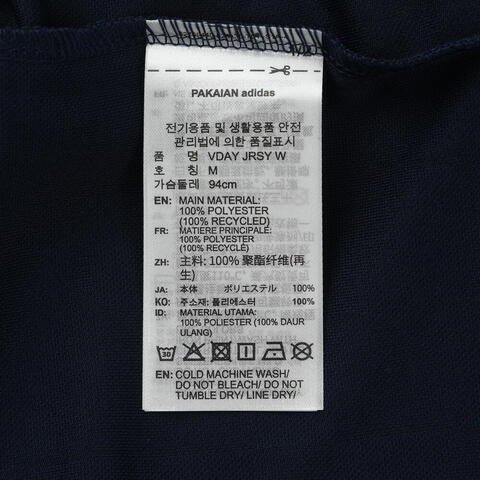 PAKAIAN adidas
전기용품 및 생활용품 안전
관리법에 의한 품질표시
품 명 VDAY JRSY W
호 칭 M
가슴둘레 94cm
EN: MAIN MATERIAL:
100% POLYESTER
(100% RECYCLED)
FR: MATIERE PRINCIPALE:
100% POLYESTER
(100% RECYCLÉ)
ZH: 主料: 100% 聚酯纤维(再
生)
JA: 本体 ポリエステル 100%
KO: 주소재: 폴리에스터 100%
ID: MATERIAL UTAMA:
100% POLIESTER (100% DAUR
ULANG)
30
EN: COLD MACHINE WASH/
DO NOT BLEACH/ DO NOT
TUMBLE DRY/ LINE DRY/